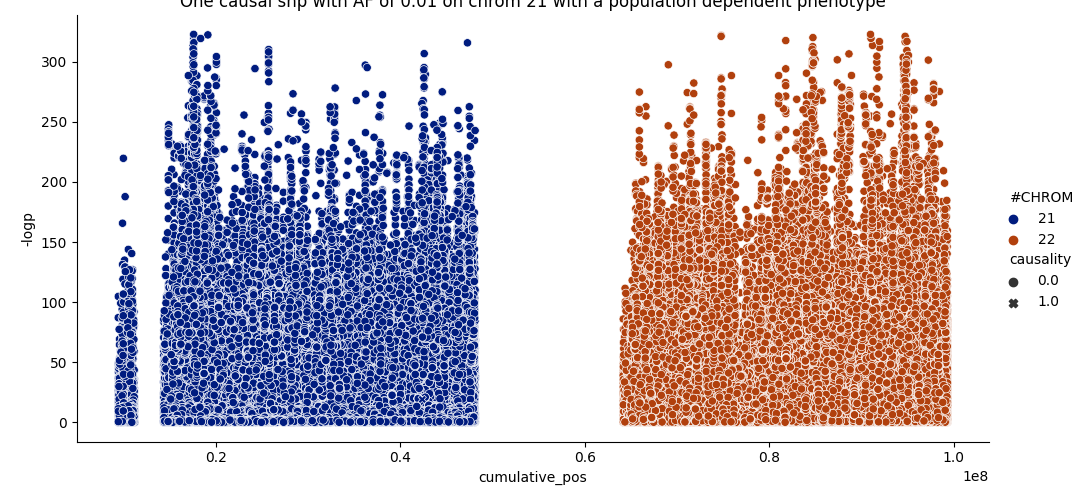 One causal snp with AF of 0.01 on chrom 21 with a population dependent phenotype
300
250
200
150
100
50
0
-logp
0.2
0.4
0.6
0.8
1.0
1e8
cumulative_pos
#CHROM
21
22
causality
0.0
1.0